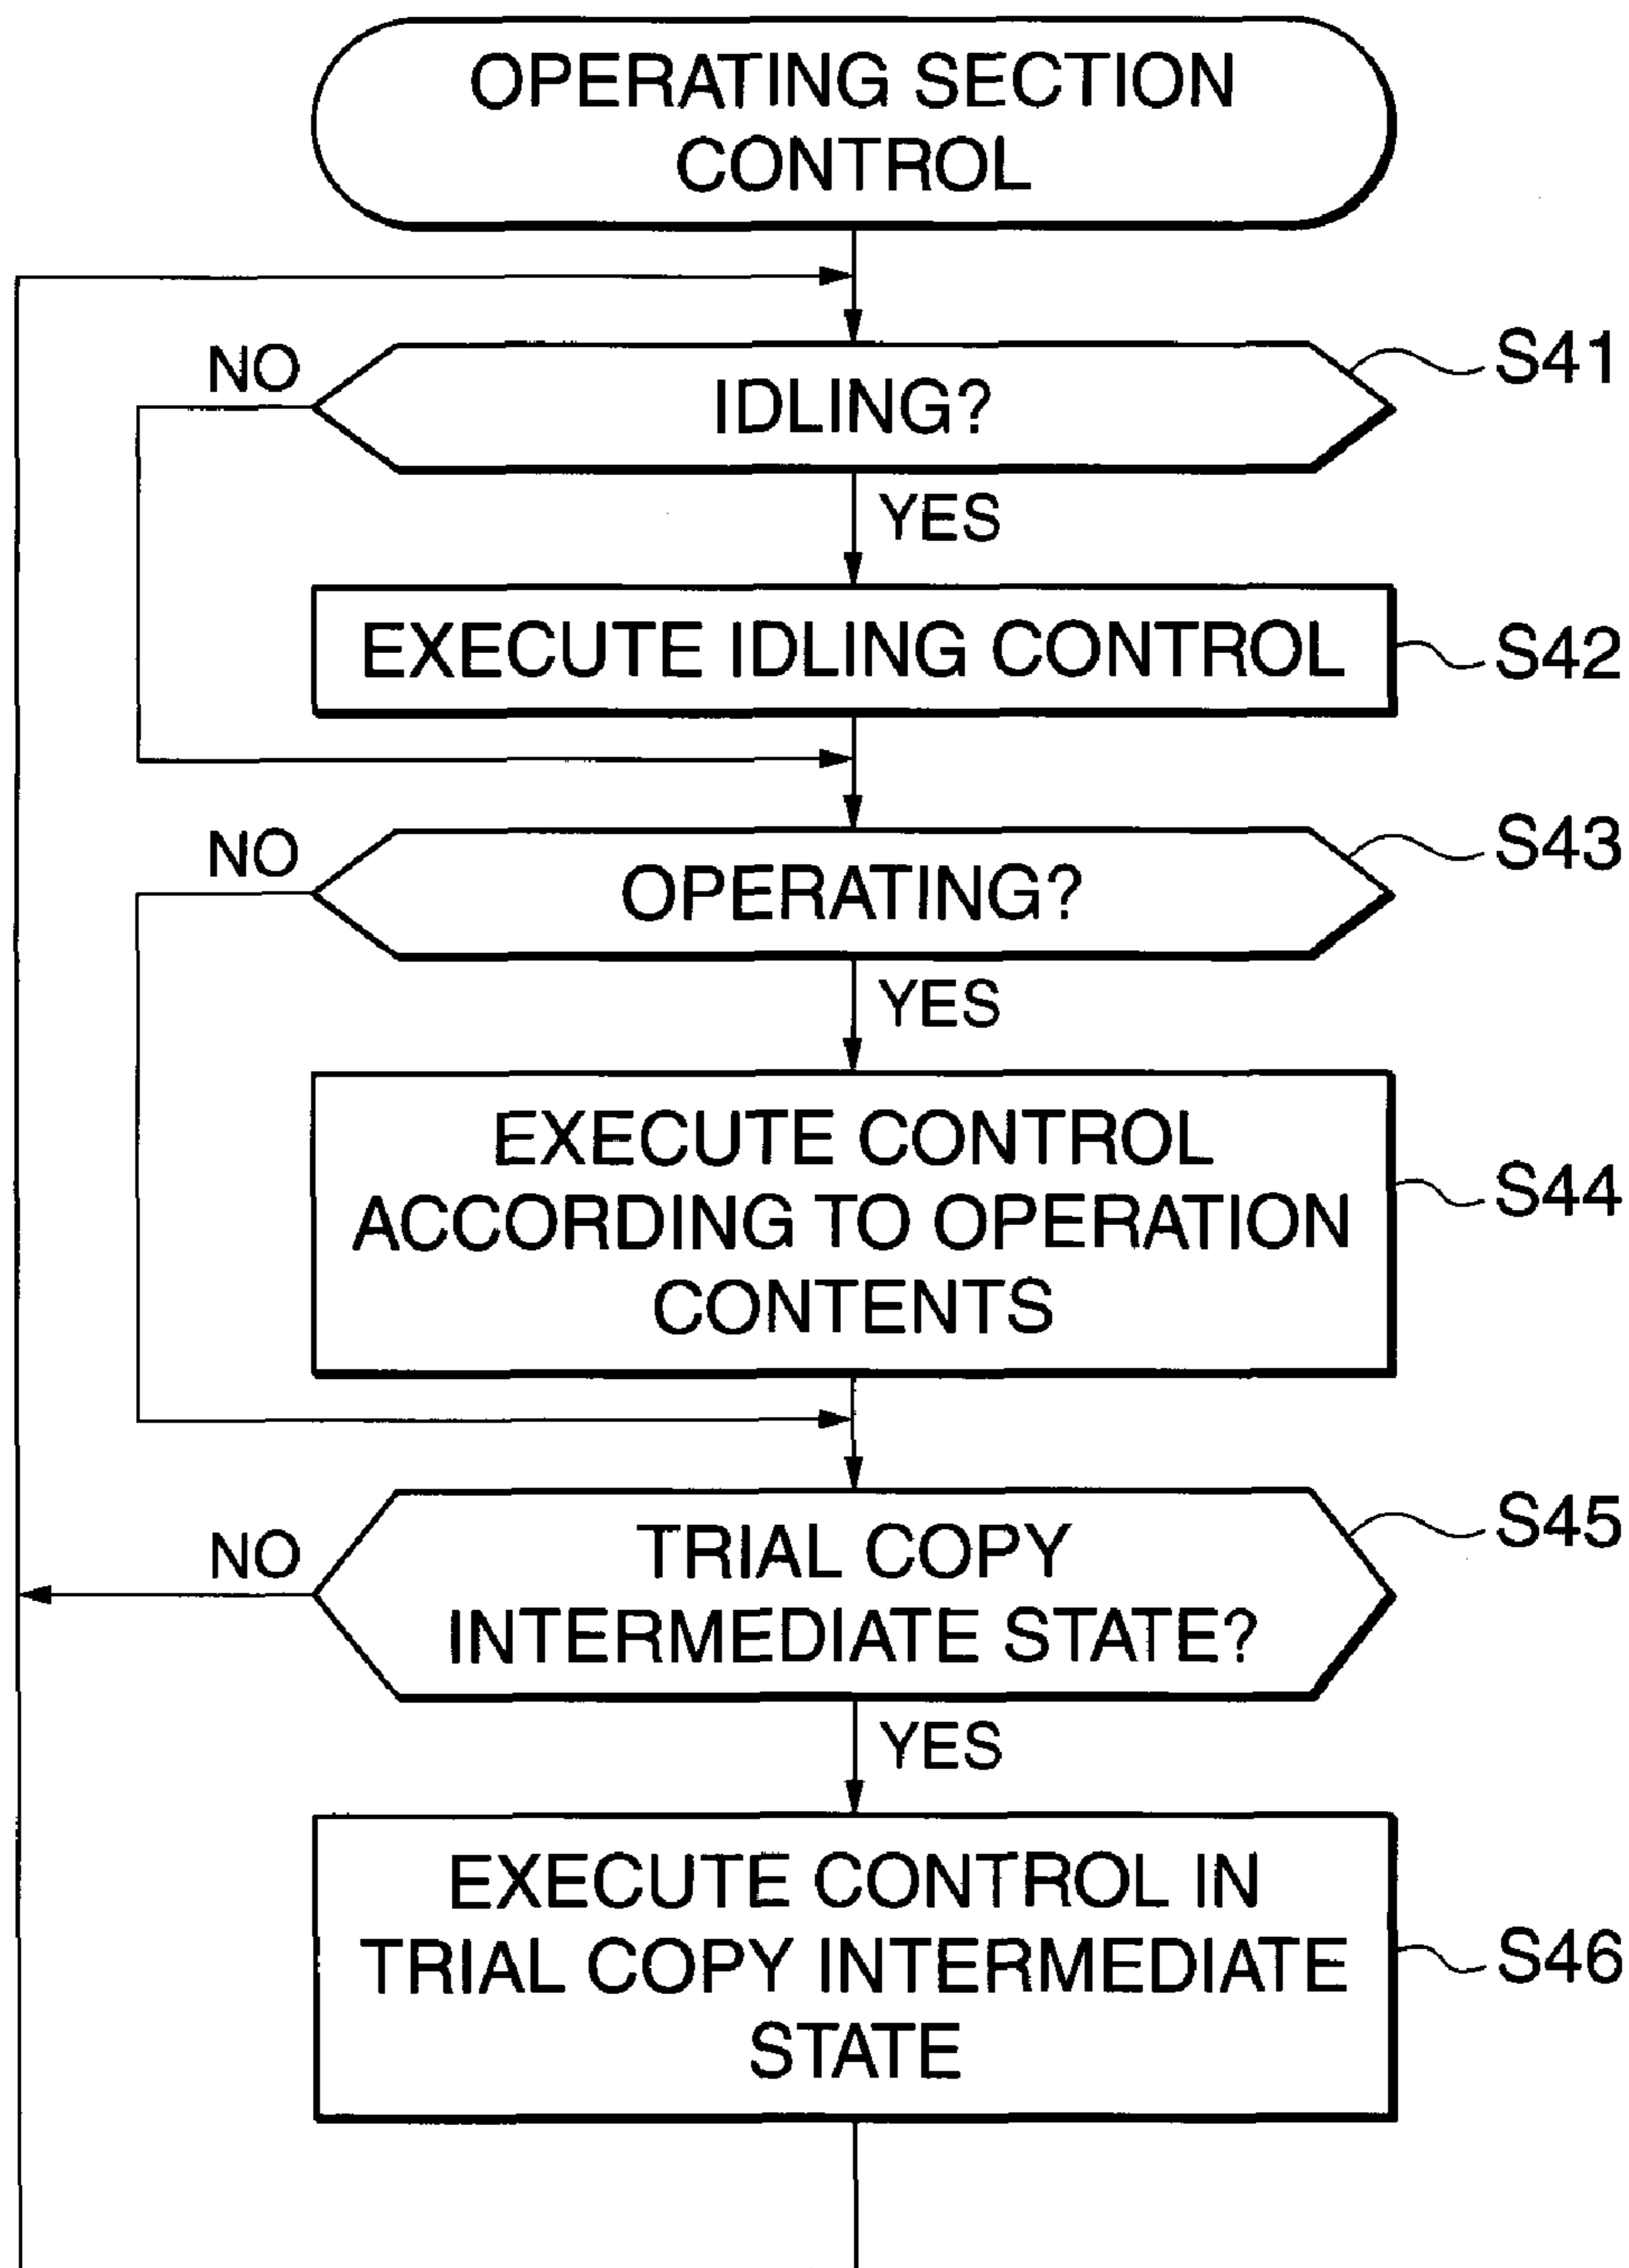 OPERATING SECTION
CONTROL
NO
S41
IDLING?
YES
EXECUTE IDLING CONTROL
S42
NO
S43
OPERATING?
YES
EXECUTE CONTROL
ACCORDING TO OPERATION
CONTENTS
S44
NO
S45
TRIAL COPY
INTERMEDIATE STATE?
YES
EXECUTE CONTROL IN
TRIAL COPY INTERMEDIATE
STATE
S46